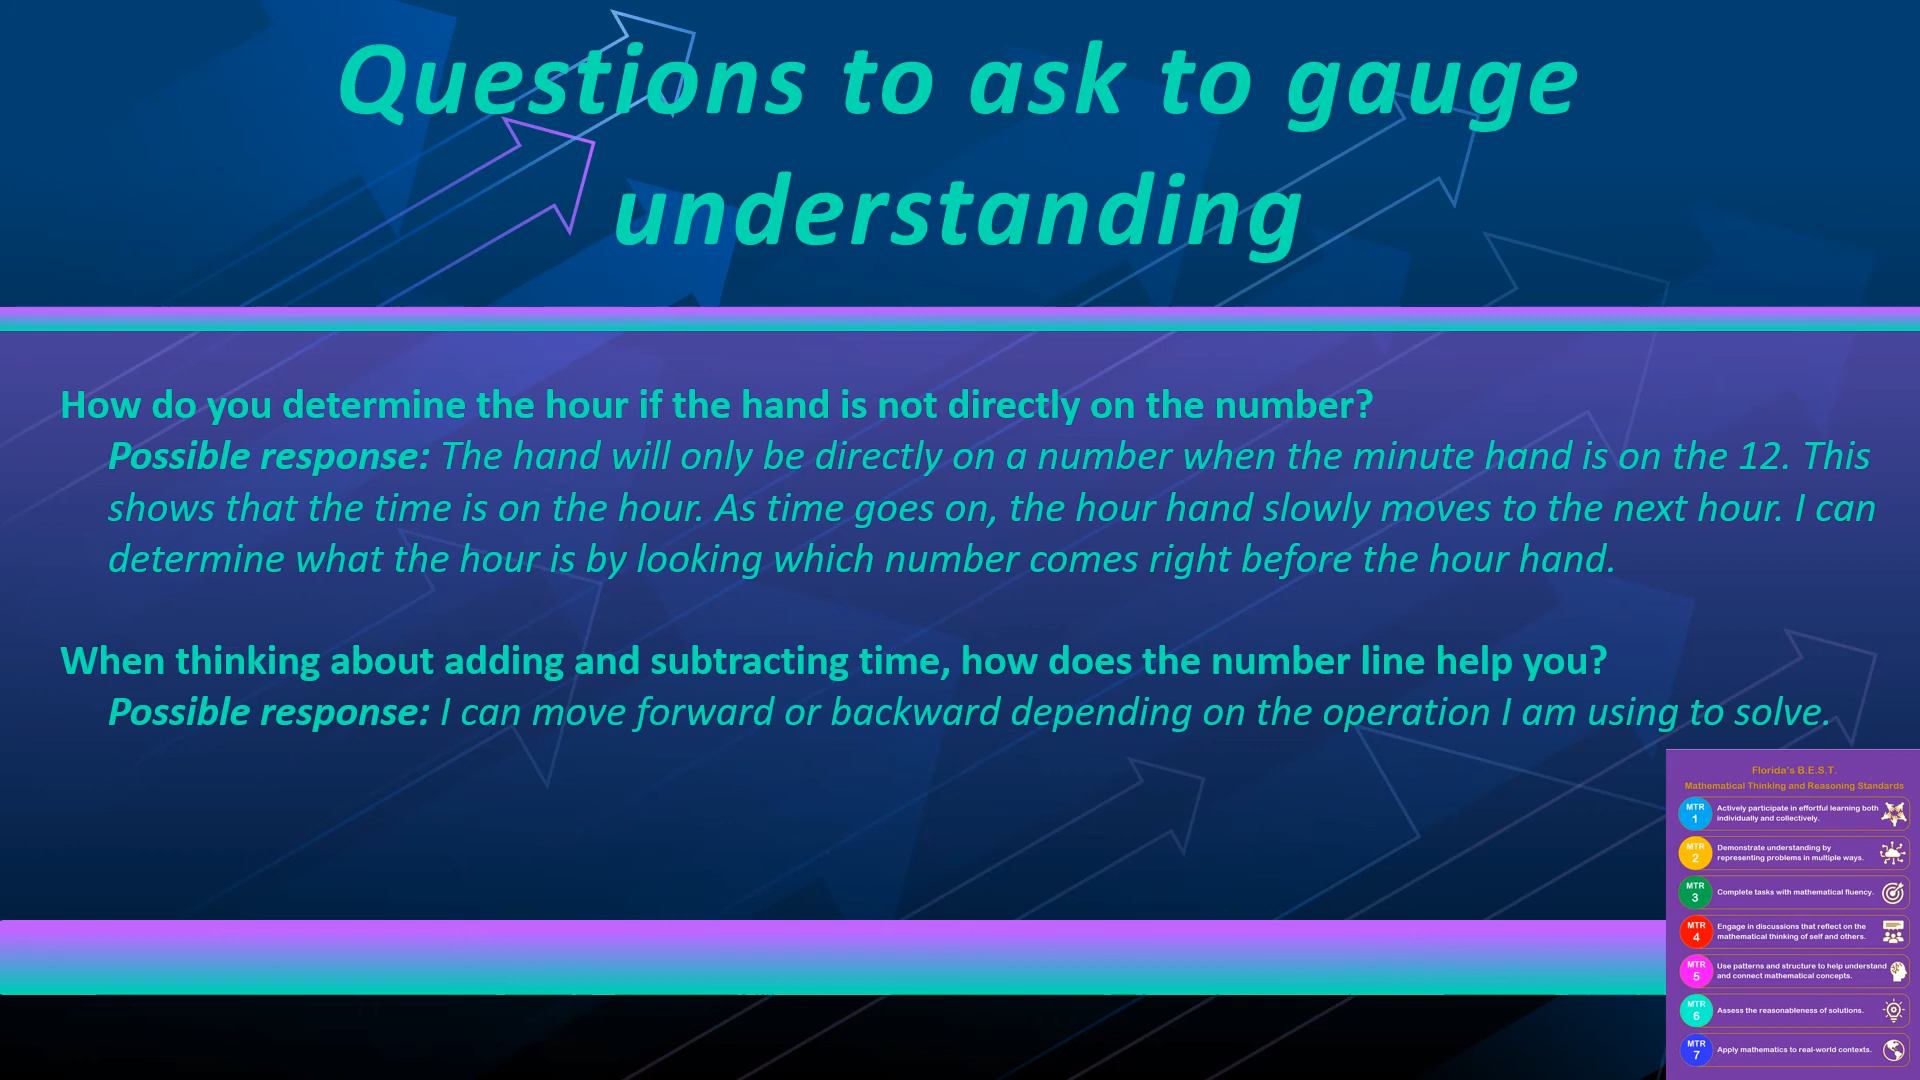 Questions to ask to gauge
understanding
How do you determine the hour if the hand is not directly on the number?
Possible response: The hand will only be directly on a number when the minute hand is on the 12. This
shows that the time is on the hour. As time goes on, the hour hand slowly moves to the next hour. I can
determine what the hour is by looking which number comes right before the hour hand.
When thinking about adding and subtracting time, how does the number line help you?
Possible response: I can move forward or backward depending on the operation I am using to solve.
Florida's B.E.S.T.
Mathematical Thinking and Reasoning Standards
MTR
1
Actively participate in effortful learning both
individually and collectively.
MTR
2
Demonstrate understanding by
representing problems in multiple ways.
MTR
3
Complete tasks with mathematical fluency.
MTR
4
Engage in discussions that reflect on the
mathematical thinking of self and others.
MTR
5
Use patterns and structure to help understand
and connect mathematical concepts.
MTR
6
Assess the reasonableness of solutions.
MTR
7
Apply mathematics to real-world contexts.